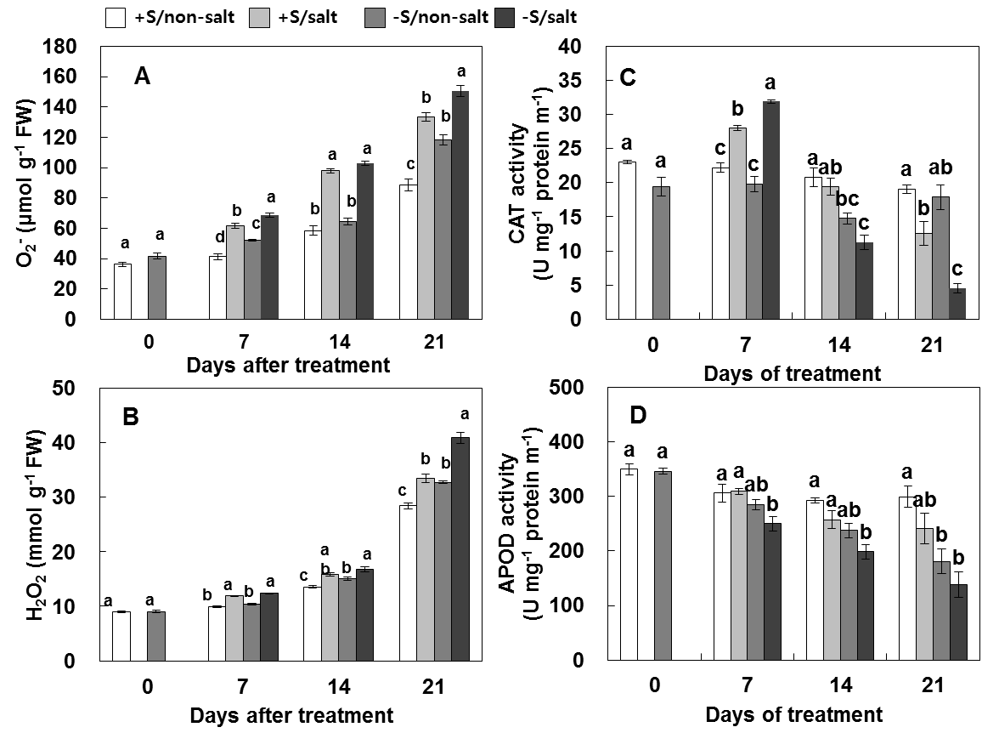 +S/non-salt +S/salt -S/non-salt -S/salt
A
O₂⁻ (µmol g⁻¹ FW)
180
160
140
120
100
80
60
40
20
0
a a d b c a b a b a c b b a
0 7 14 21
Days after treatment
C
CAT activity
(U mg⁻¹ protein m⁻¹)
40
35
30
25
20
15
10
5
0
a a c b c a a ab bc c a b ab c
0 7 14 21
Days of treatment
B
H₂O₂ (mmol g⁻¹ FW)
50
40
30
20
10
0
a a b a b a c a
b b a c b b a
0 7 14 21
Days after treatment
D
APOD activity
(U mg⁻¹ protein m⁻¹)
500
400
300
200
100
0
a a a a ab b a a ab b a ab b b
0 7 14 21
Days of treatment